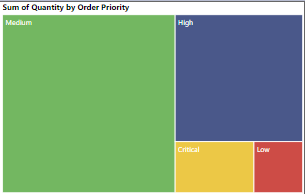 Sum of Quantity by Order Priority
Medium
High
Critical
Low